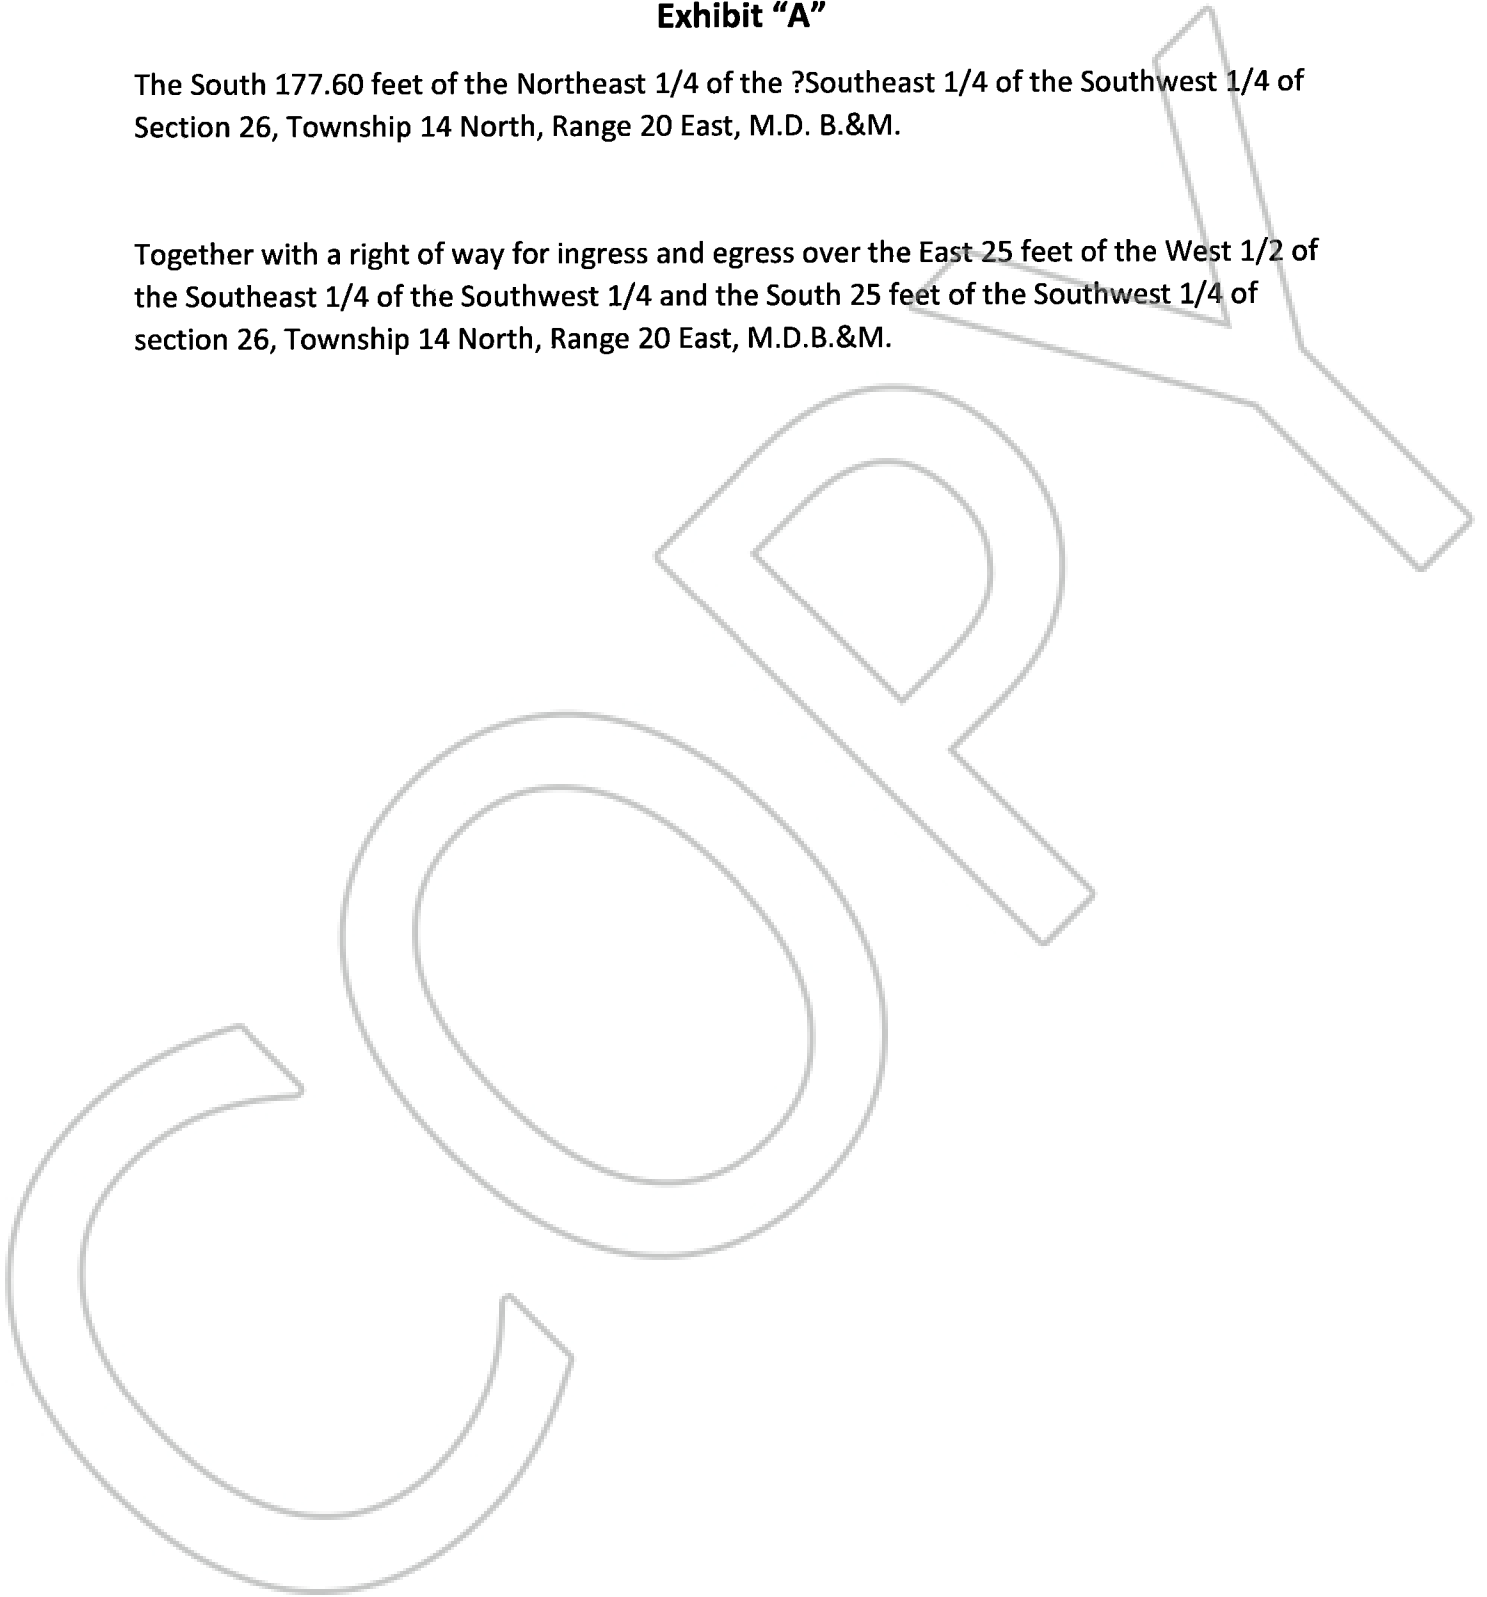 Exhibit “A”
The South 177.60 feet of the Northeast 1/4 of the ?Southeast 1/4 of the Southwest 1/4 of
Section 26, Township 14 North, Range 20 East, M.D. B.&M.
Together with a right of way for ingress and egress over the East 25 feet of the West 1/2 of
the Southeast 1/4 of the Southwest 1/4 and the South 25 feet of the Southwest 1/4 of
section 26, Township 14 North, Range 20 East, M.D.B.&M.
COPY